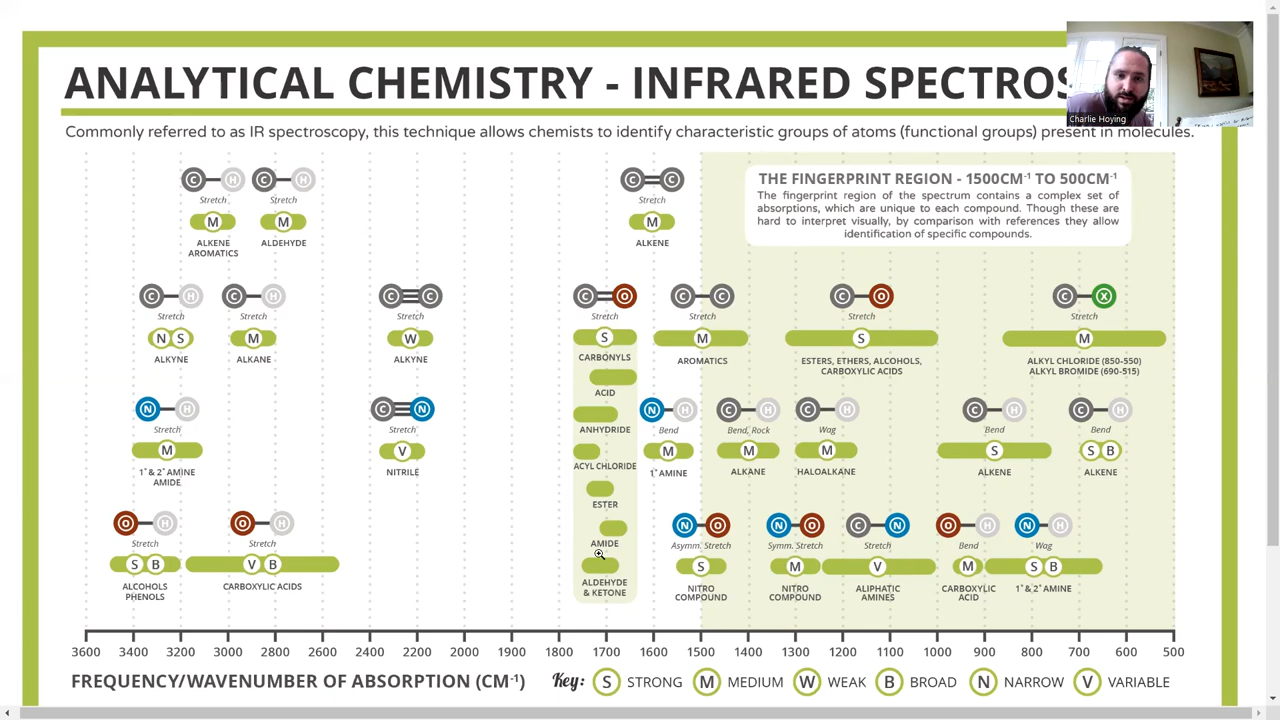 ANALYTICAL CHEMISTRY - INFRARED SPECTROS
Charlie Hoying
Commonly referred to as IR spectroscopy, this technique allows chemists to identify characteristic groups of atoms (functional groups) present in molecules.
C H C H C C
Stretch Stretch Stretch
M M M
ALKENE AROMATICS
ALDEHYDE
ALKENE
THE FINGERPRINT REGION - 1500CM-1 TO 500CM-1
The fingerprint region of the spectrum contains a complex set of
absorptions, which are unique to each compound. Though these are
hard to interpret visually, by comparison with references they allow
identification of specific compounds.
C H C H C C C O C C C O C X
Stretch Stretch Stretch Stretch Stretch Stretch
N S M W S M S M
ALKYNE ALKANE ALKYNE CARBONYLS AROMATICS
ESTERS, ETHERS, ALCOHOLS,
CARBOXYLIC ACIDS
ALKYL CHLORIDE (850-550)
ALKYL BROMIDE (690-515)
ACID
ANHYDRIDE
ACYL CHLORIDE
ESTER
AMIDE
ALDEHYDE
& KETONE
N H C N N H C H C H C H C H
Stretch Stretch Bend Bend, Rock Wag Bend Bend
M V M M M S S B
1° & 2° AMINE
AMIDE
NITRILE 1° AMINE ALKANE HALOALKANE ALKENE ALKENE
O H O H N O N O C N O H N H
Stretch Stretch Asymm. Stretch Symm. Stretch Stretch Bend Wag
S B V B S M V M S B
ALCOHOLS
PHENOLS
CARBOXYLIC ACIDS
NITRO
COMPOUND
NITRO
COMPOUND
ALIPHATIC
AMINES
CARBOXYLIC
ACID
1° & 2° AMINE
3600 3400 3200 3000 2800 2600 2400 2200 2000 1900 1800 1700 1600 1500 1400 1300 1200 1100 1000 900 800 700 600 500
FREQUENCY/WAVENUMBER OF ABSORPTION (CM-1) Key: S STRONG M MEDIUM W WEAK B BROAD N NARROW V VARIABLE